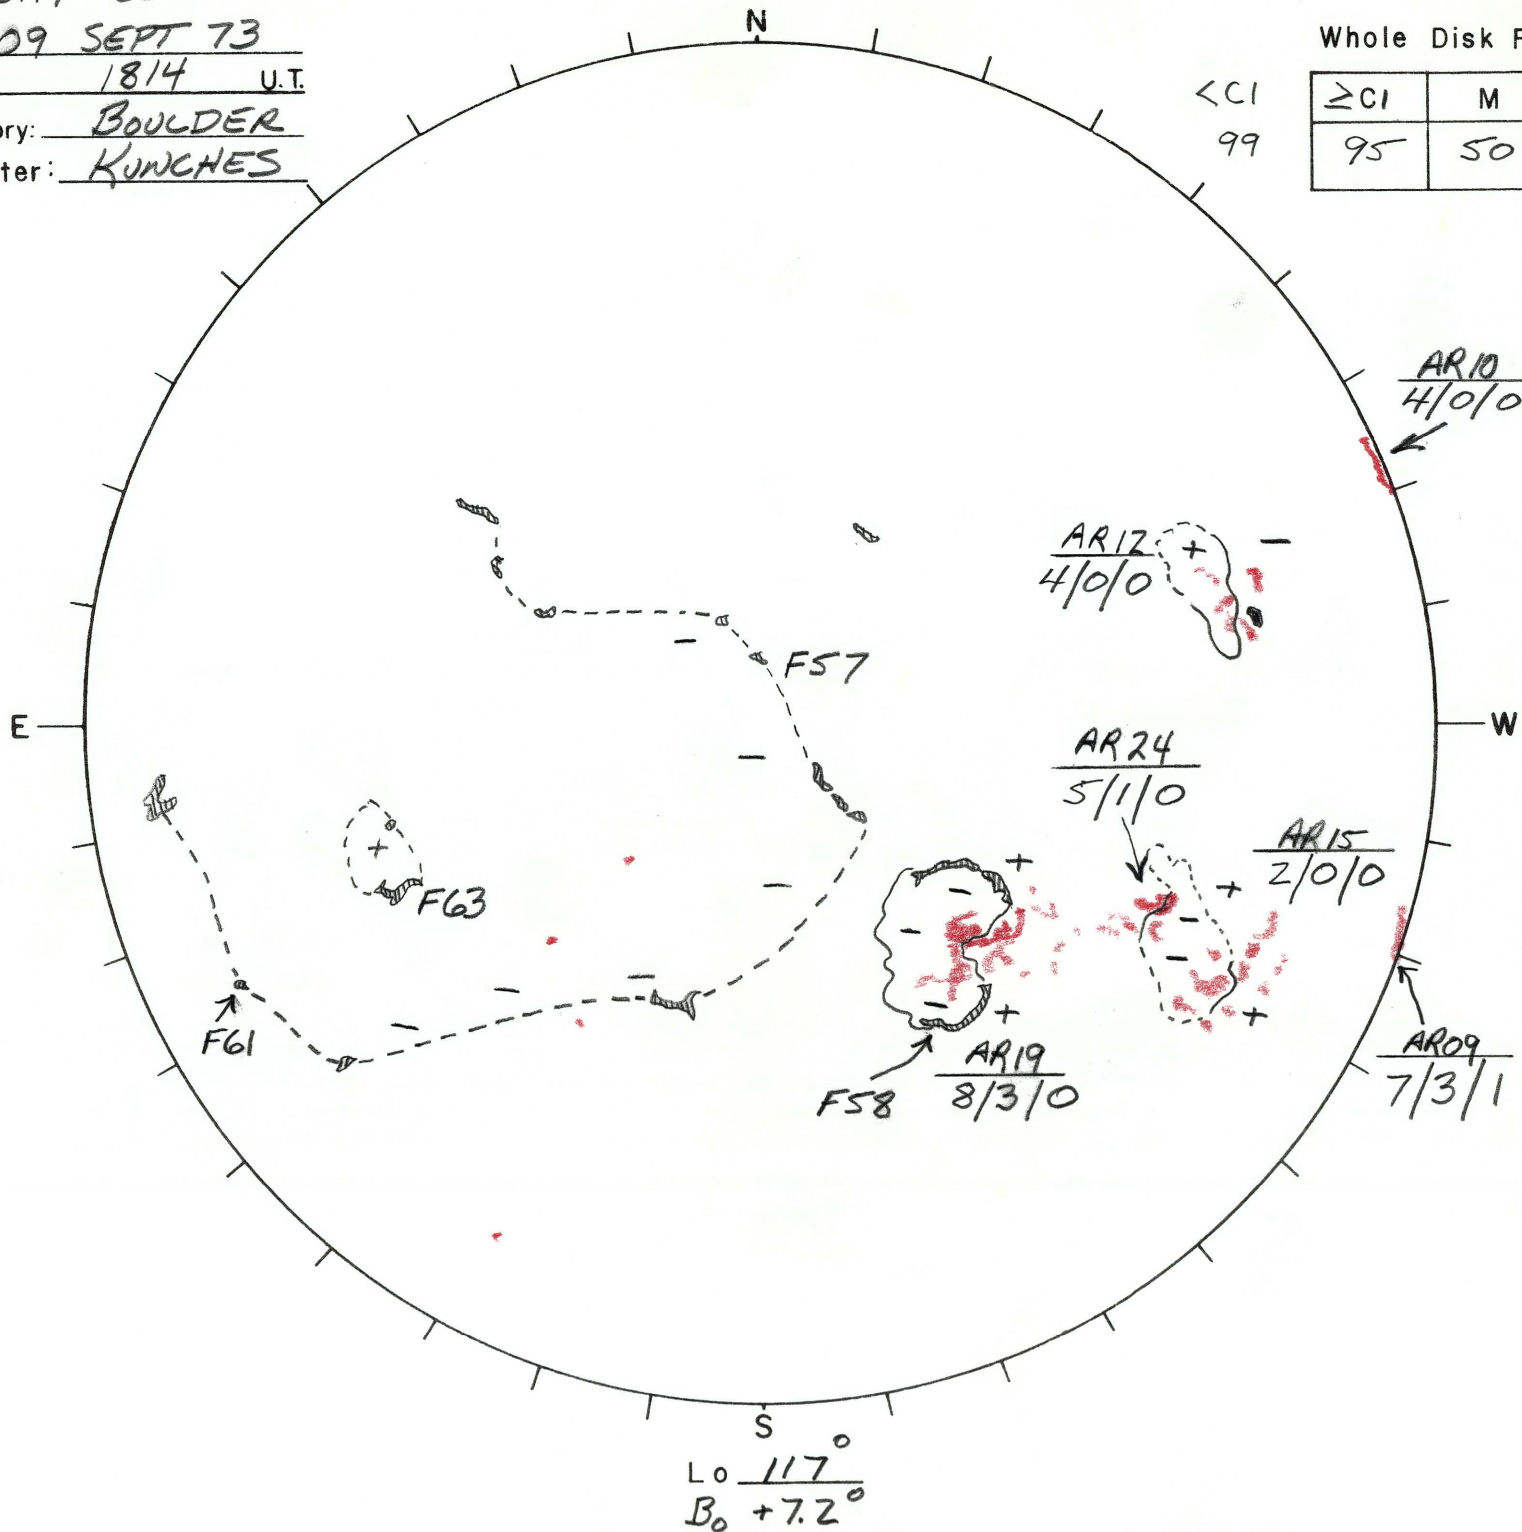 09 SEPT 73
1814 U.T.
BOULDER
KUNCHES
N
Whole Disk
<C1 ≥C1 M
99 95 50
AR10
4/0/0
AR12
4/0/0
+ −
−
F57
E
W
−
AR24
5/1/0
AR15
2/0/0
+
F63
−
− +
+
−
−
−
−
− −
− + +
−
F61
F58
AR19
8/3/0
AR09
7/3/1
S
Lo 117°
Bo +7.2°